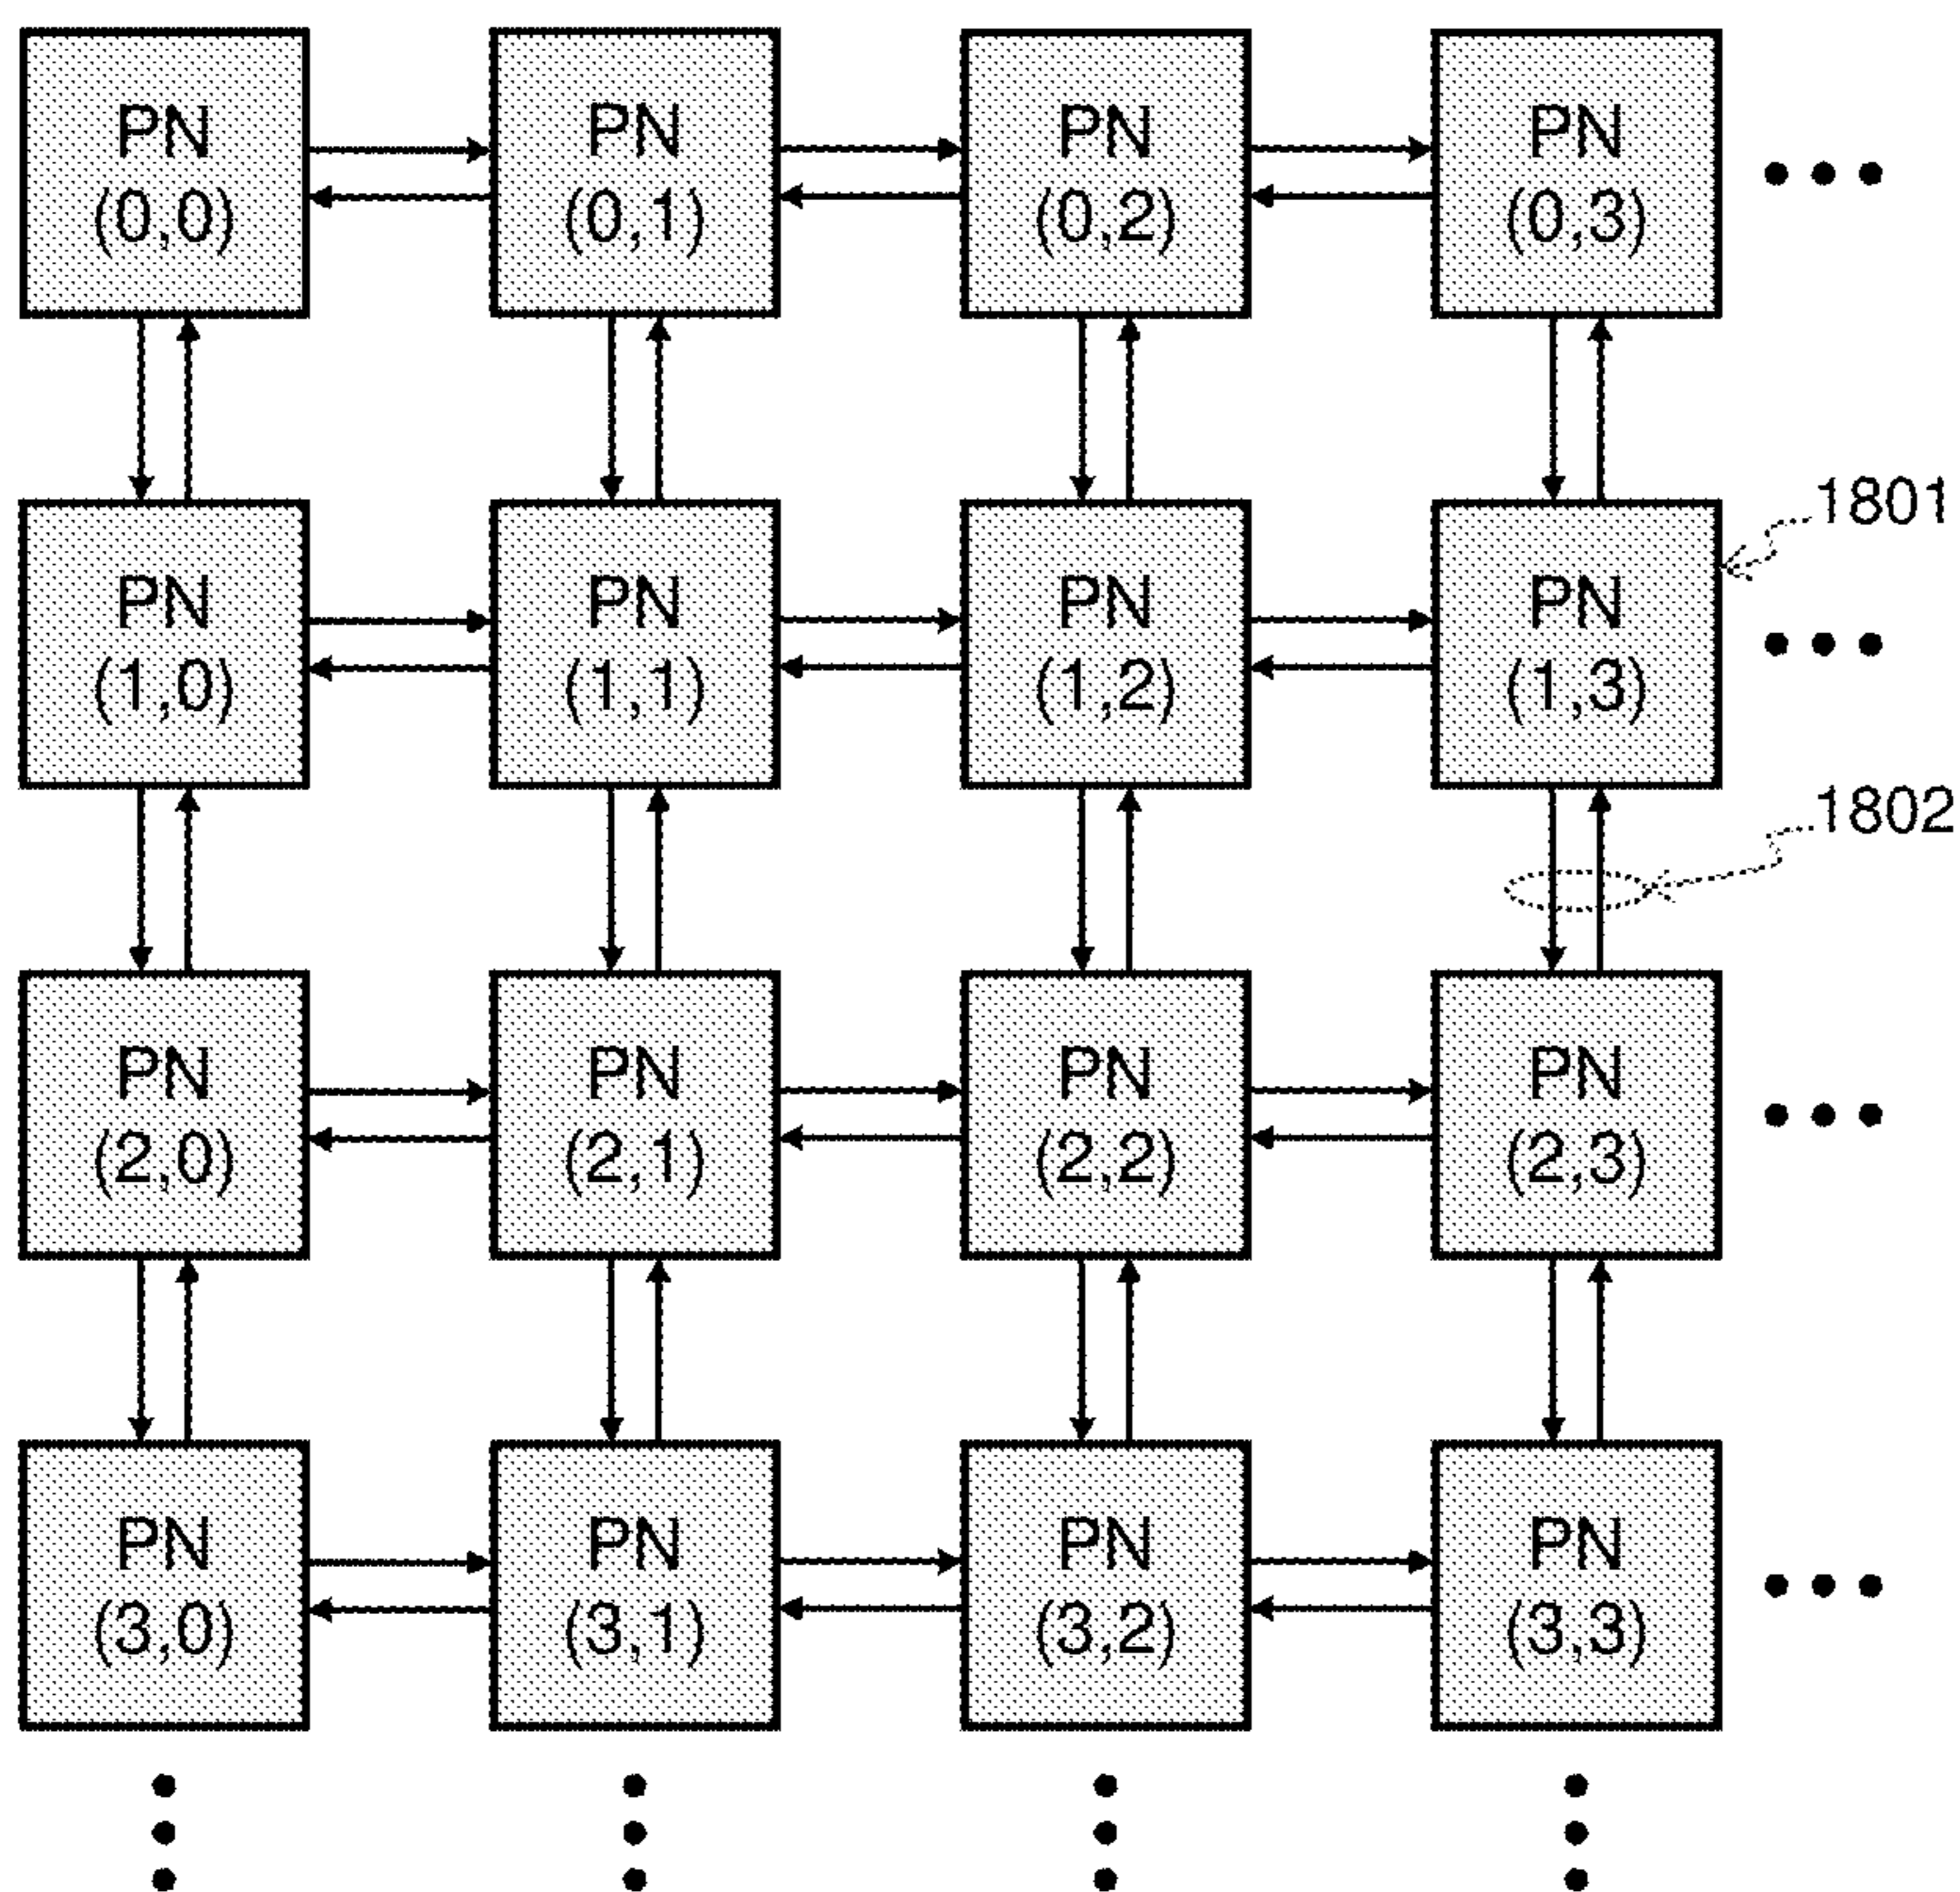 PN
(0,0)
PN
(0,1)
PN
(0,2)
PN
(0,3)
1801
PN
(1,0)
PN
(1,1)
PN
(1,2)
PN
(1,3)
1802
PN
(2,0)
PN
(2,1)
PN
(2,2)
PN
(2,3)
PN
(3,0)
PN
(3,1)
PN
(3,2)
PN
(3,3)